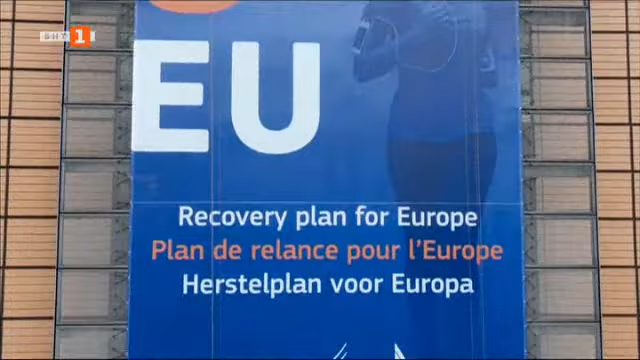 БНТ 1
EU
Recovery plan for Europe
Plan de relance pour l'Europe
Herstelplan voor Europa